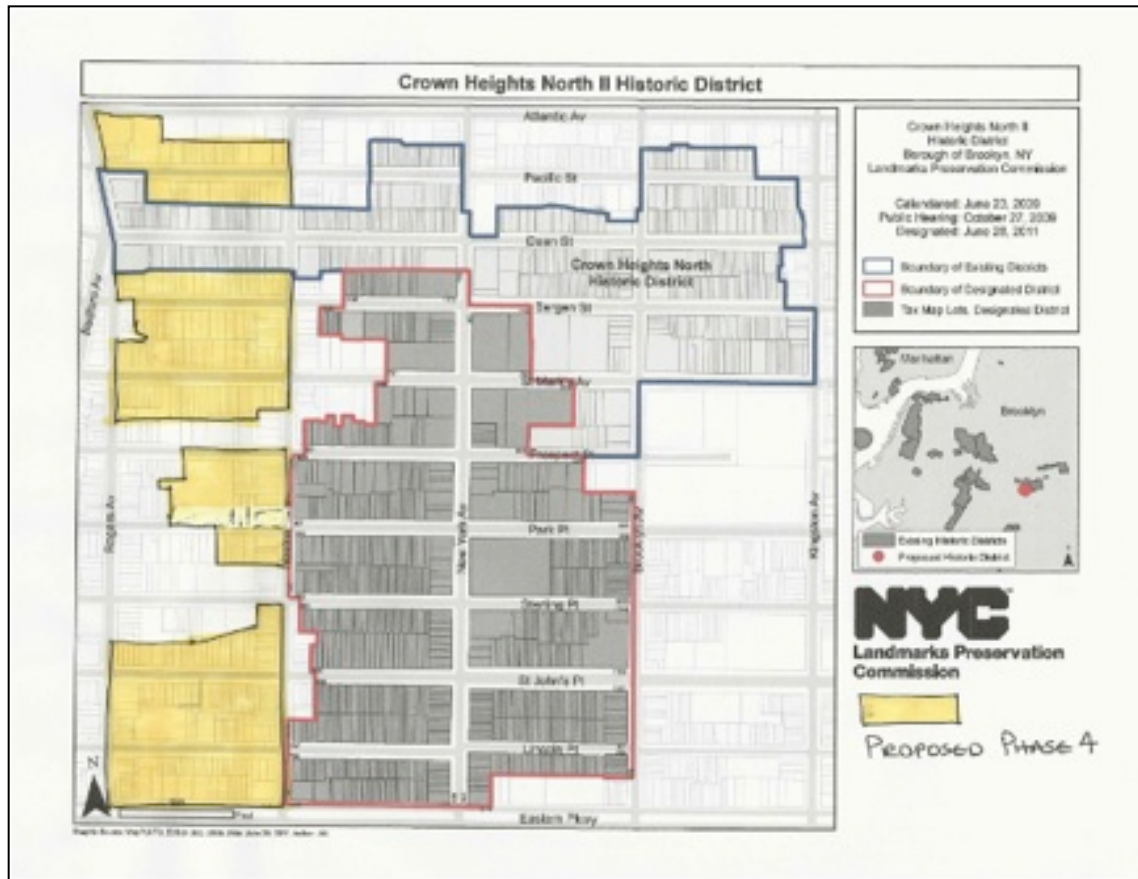 Crown Heights North II Historic District
Atlantic Av
Pacific St
Dean St
Crown Heights North
Historic District
Bergen St
St Mark's Av
Prospect Pl
Park Pl
Sterling Pl
St John's Pl
Lincoln Pl
Eastern Pkwy
Rogers Av
New York Av
Brooklyn Av
Kingston Av
N
Feet
Crown Heights North II
Historic District
Borough of Brooklyn, NY
Landmarks Preservation Commission
Calendared: June 23, 2009
Public Hearing: October 27, 2009
Designated: June 28, 2011
Boundary of Existing Districts
Boundary of Designated District
Tax Map Lots, Designated District
Manhattan
Brooklyn
Existing Historic Districts
Proposed Historic District
NYC
Landmarks Preservation
Commission
PROPOSED PHASE 4